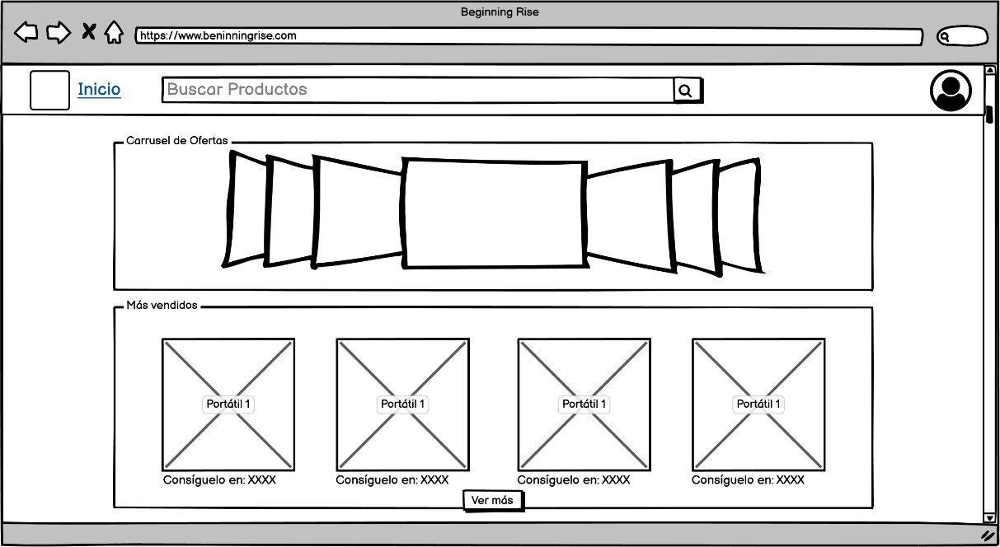 Beginning Rise
https://www.beninningrise.com
Inicio
Buscar Productos
Carrusel de Ofertas
Más vendidos
Portátil 1
Portátil 1
Portátil 1
Portátil 1
Consíguelo en: XXXX
Consíguelo en: XXXX
Consíguelo en: XXXX
Consíguelo en: XXXX
Ver más